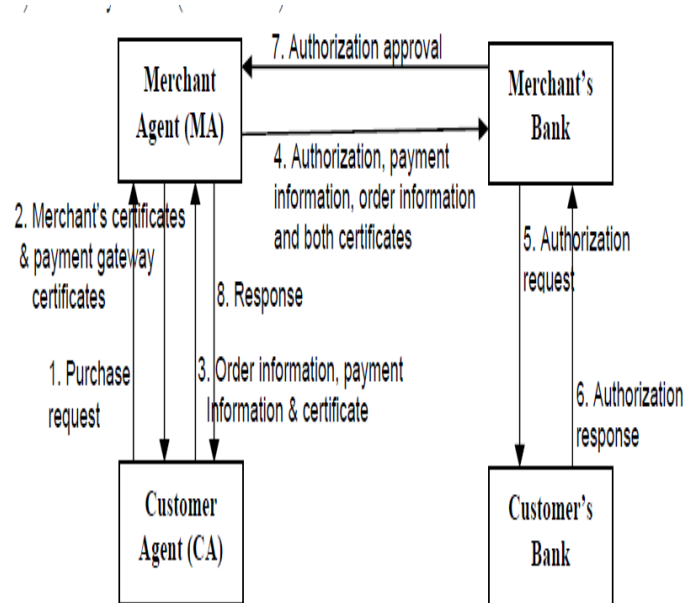 7. Authorization approval
Merchant
Agent (MA)
Merchant's
Bank
4. Authorization, payment
information, order information
and both certificates
2. Merchant's certificates
& payment gateway
certificates
5. Authorization
request
8. Response
1. Purchase
request
3. Order information, payment
Information & certificate
6. Authorization
response
Customer
Agent (CA)
Customer's
Bank